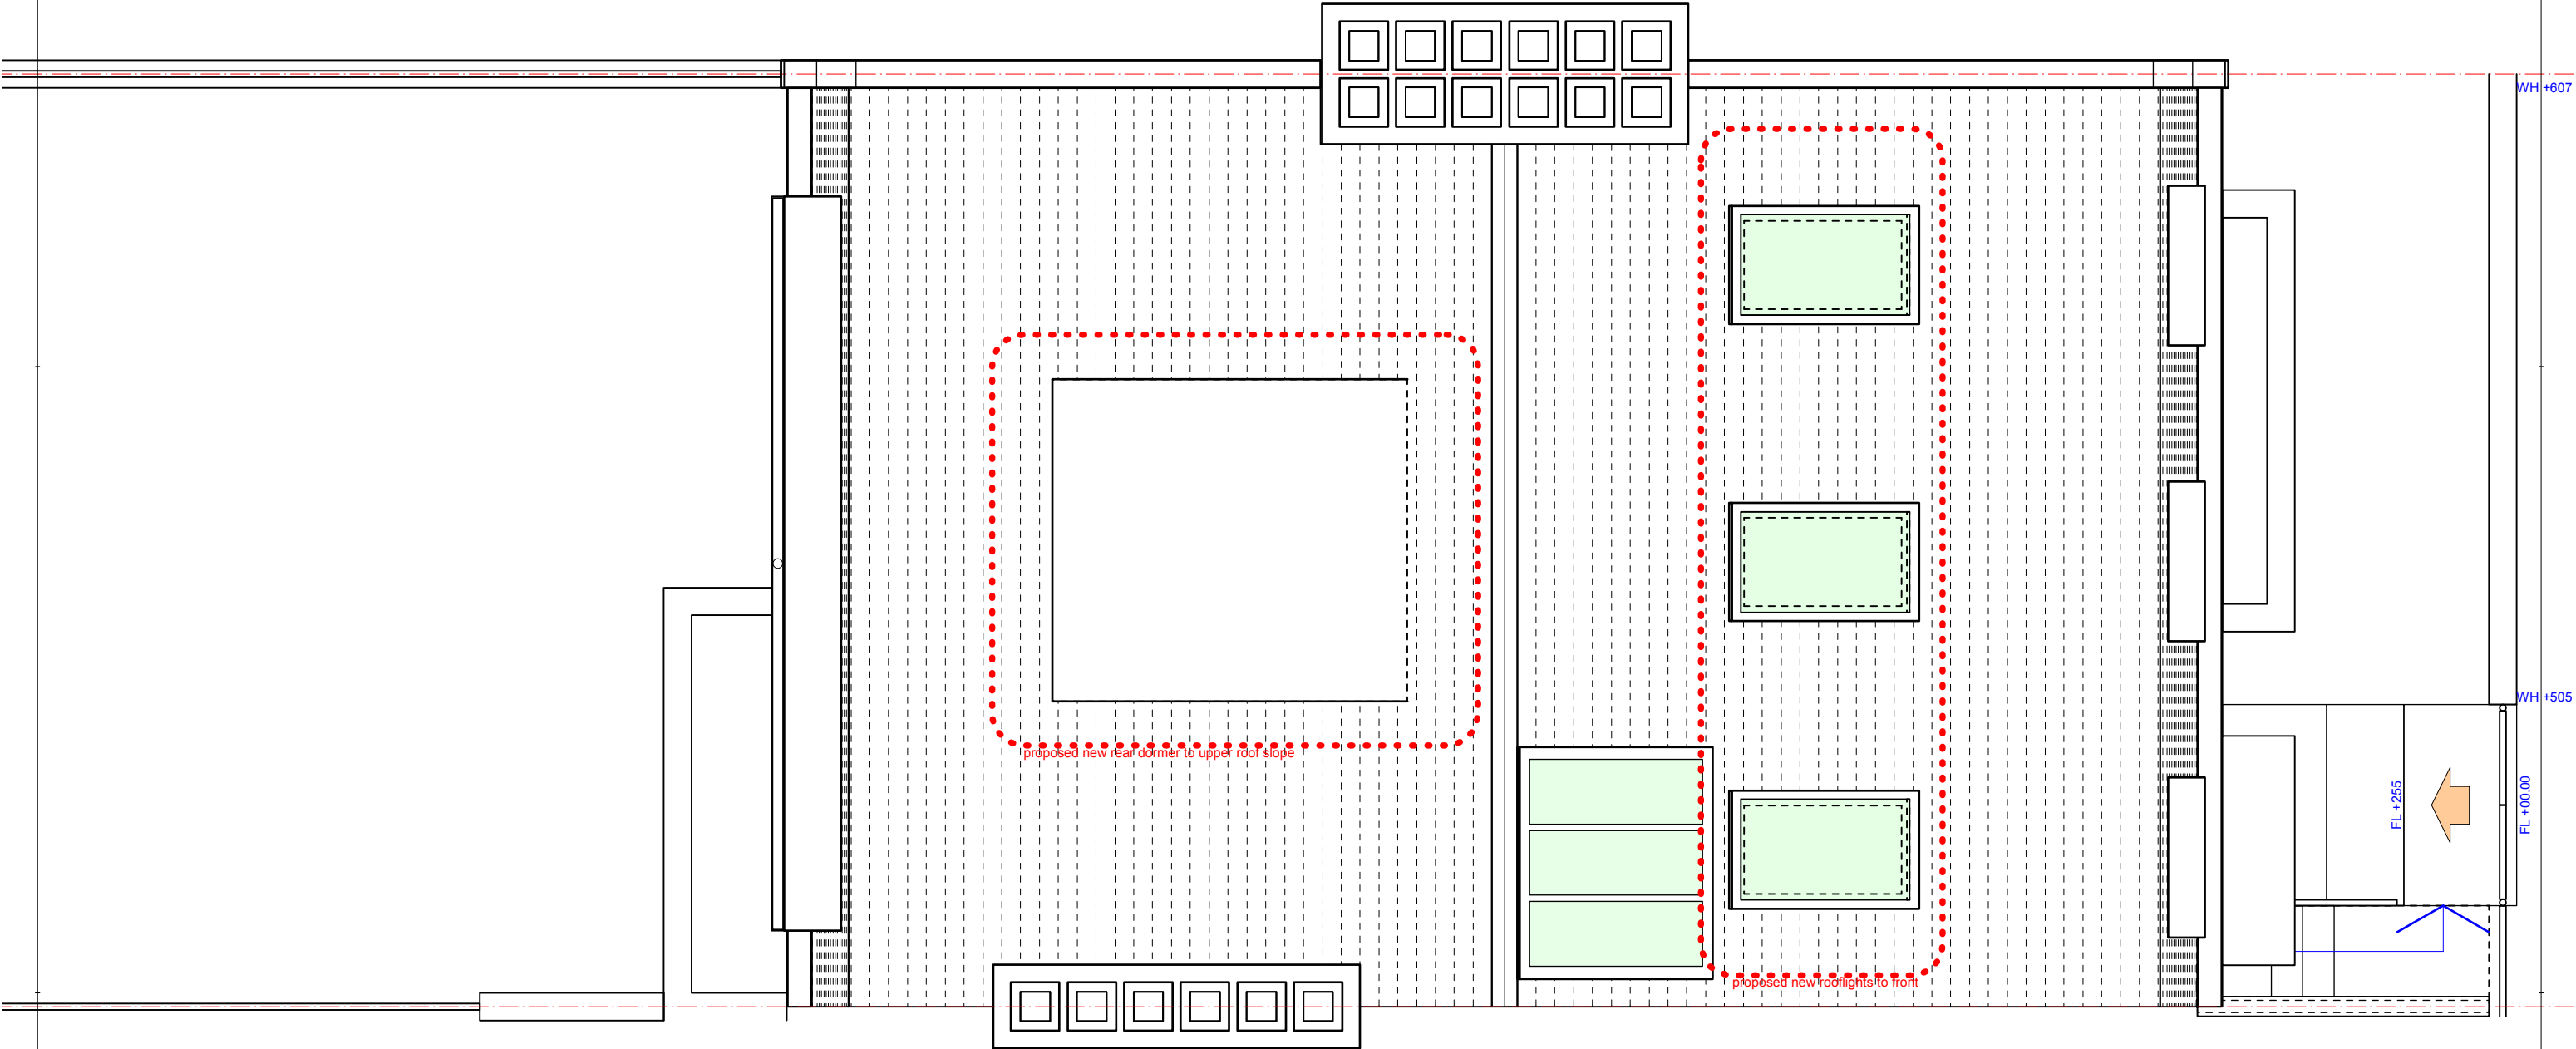 WH +607
WH +505
proposed new rear dormer to upper roof slope
FL +255
FL +00.00
proposed new rooflights to front